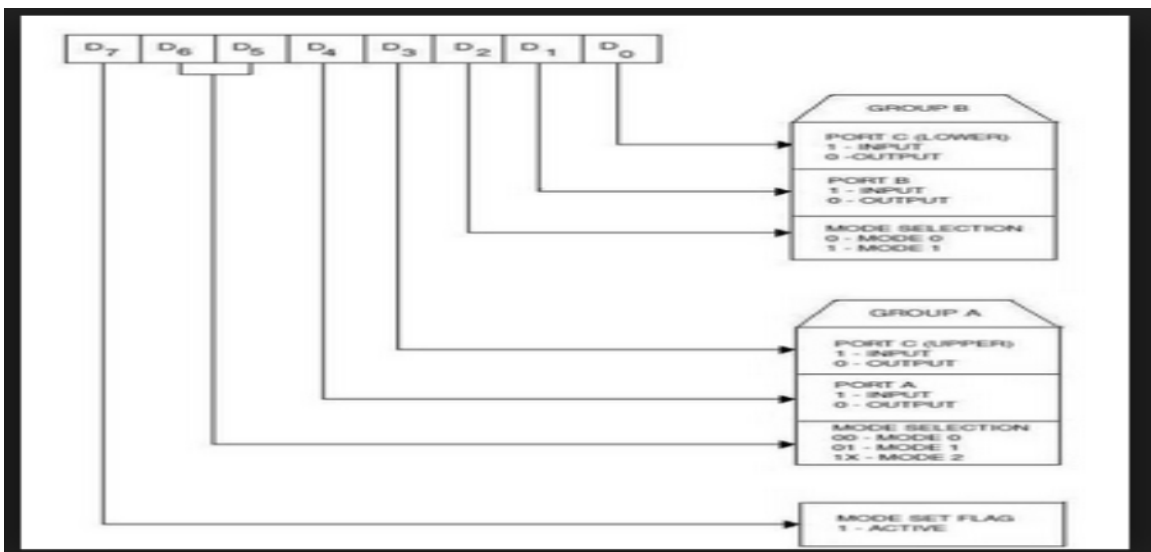 D7 D6 D5 D4 D3 D2 D1 D0
GROUP B
PORT C (LOWER)
1 - INPUT
0 -OUTPUT
PORT B
1 - INPUT
0 - OUTPUT
MODE SELECTION
0 - MODE 0
1 - MODE 1
GROUP A
PORT C (UPPER)
1 - INPUT
0 - OUTPUT
PORT A
1 - INPUT
0 - OUTPUT
MODE SELECTION
00 - MODE 0
01 - MODE 1
1X - MODE 2
MODE SET FLAG
1 - ACTIVE